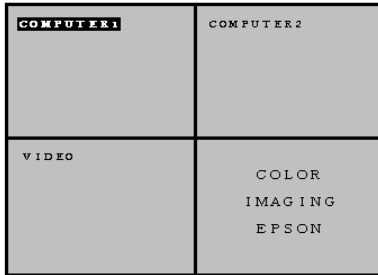 COMPUTER1
COMPUTER2
VIDEO
COLOR
IMAGING
EPSON